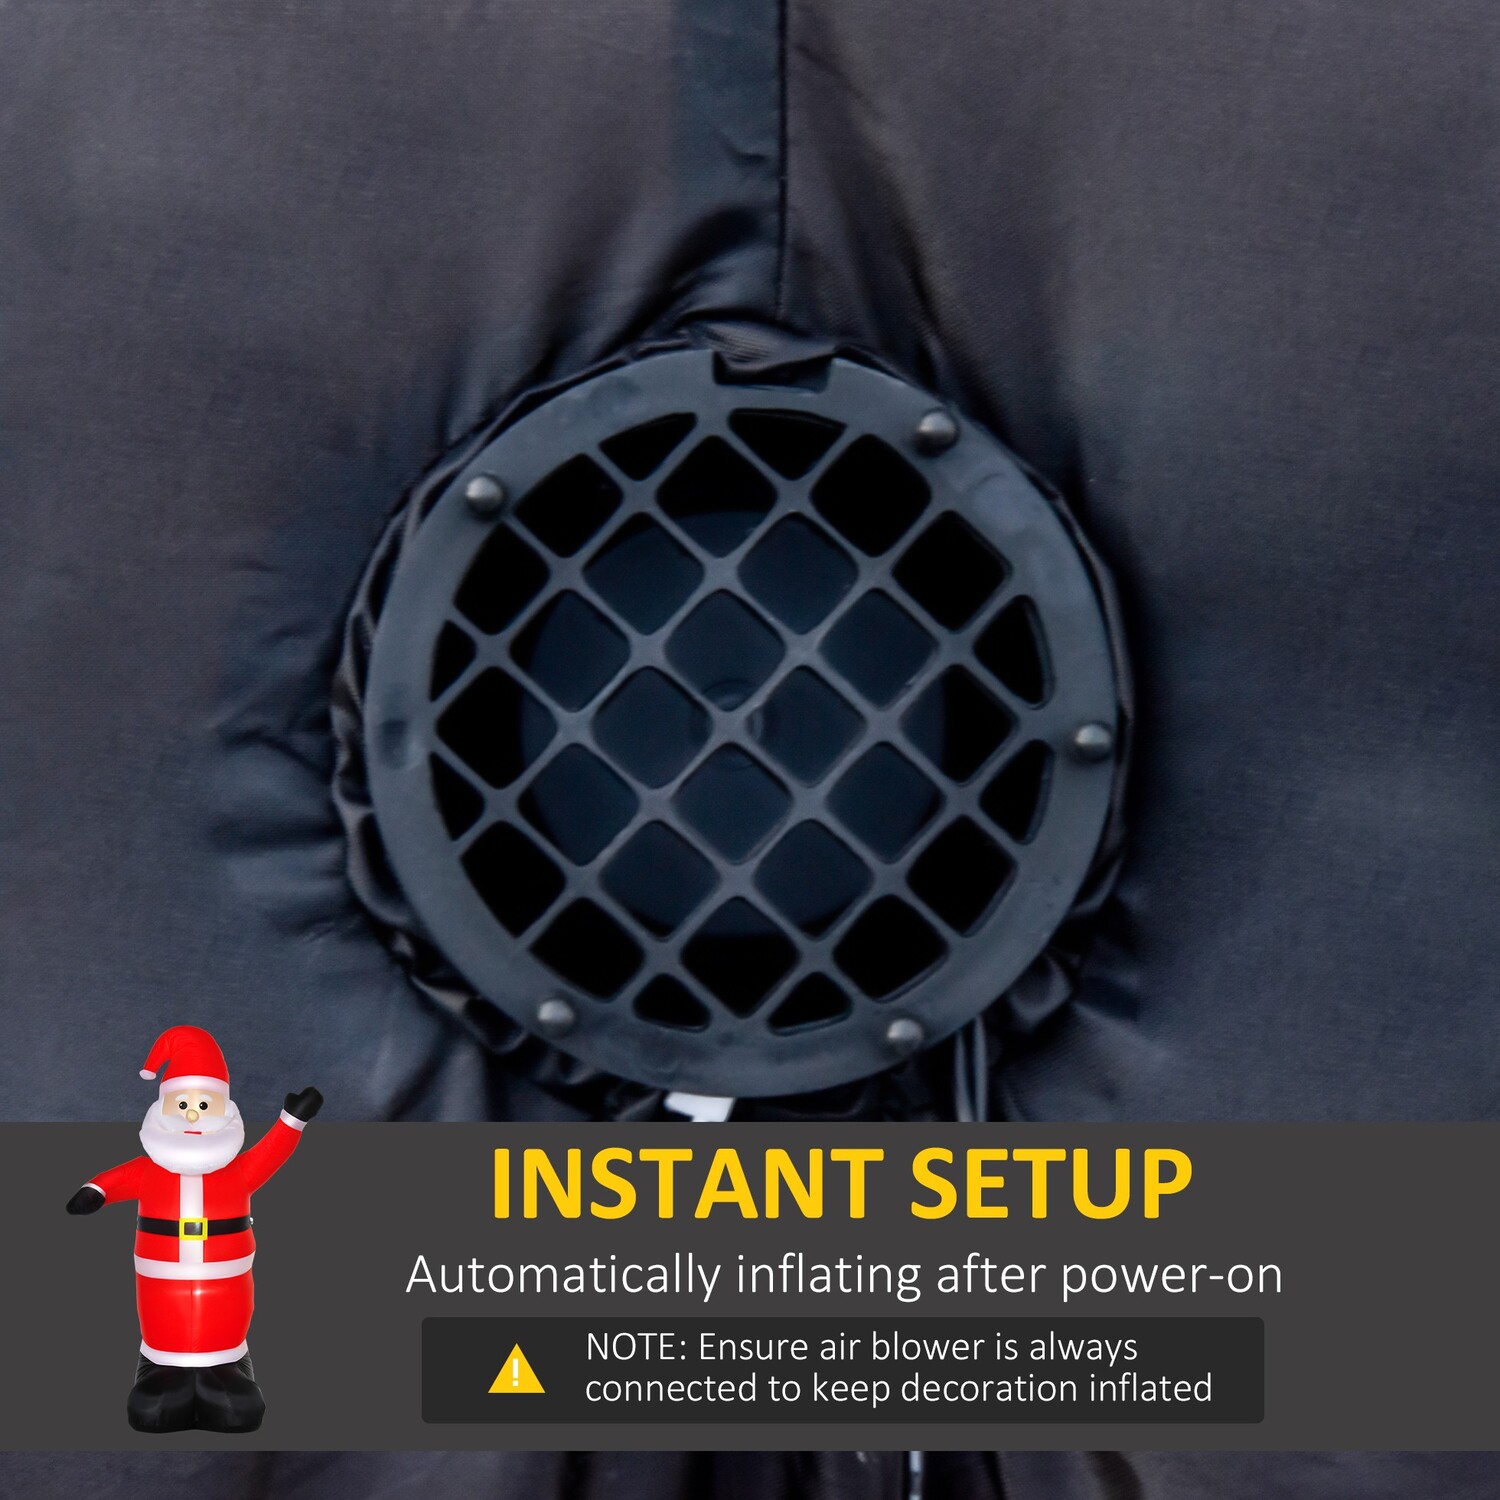 INSTANT SETUP
Automatically inflating after power-on
NOTE: Ensure air blower is always
connected to keep decoration inflated